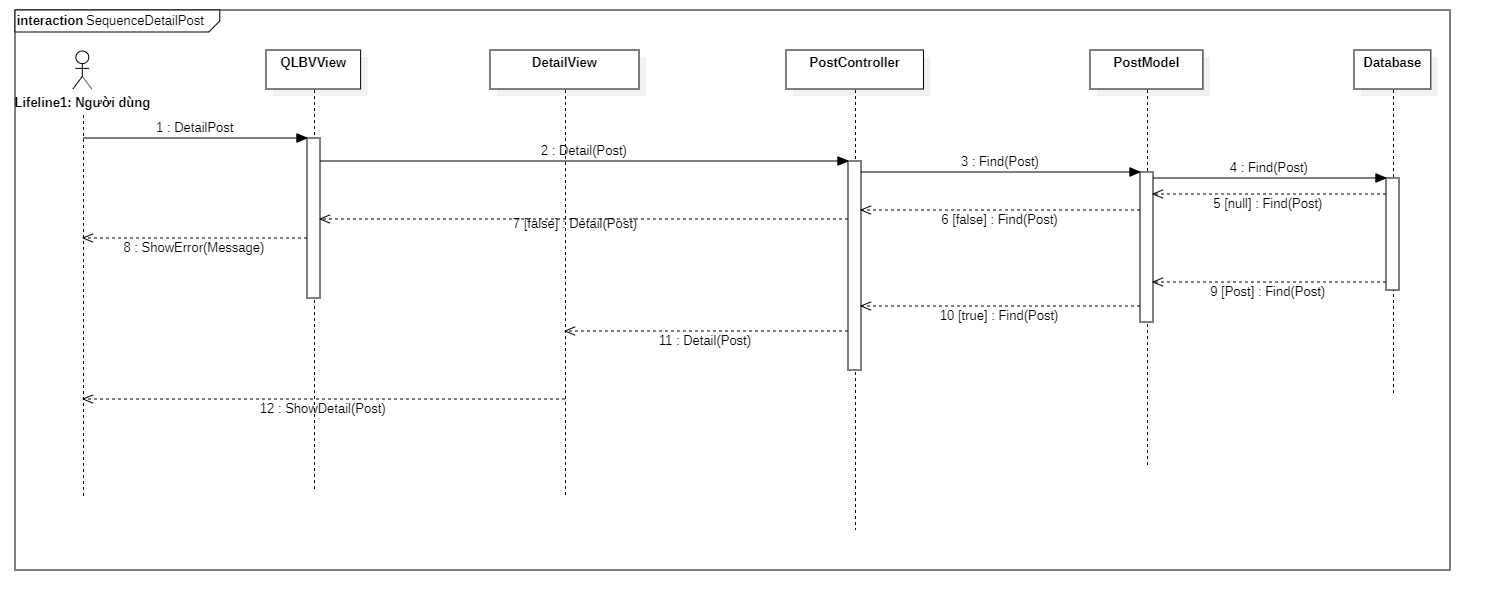 interaction SequenceDetailPost
QLBVView
DetailView
PostController
PostModel
Database
Lifeline1: Người dùng
1 : DetailPost
2 : Detail(Post)
3 : Find(Post)
4 : Find(Post)
5 [null] : Find(Post)
6 [false] : Find(Post)
7 [false] : Detail(Post)
8 : ShowError(Message)
9 [Post] : Find(Post)
10 [true] : Find(Post)
11 : Detail(Post)
12 : ShowDetail(Post)